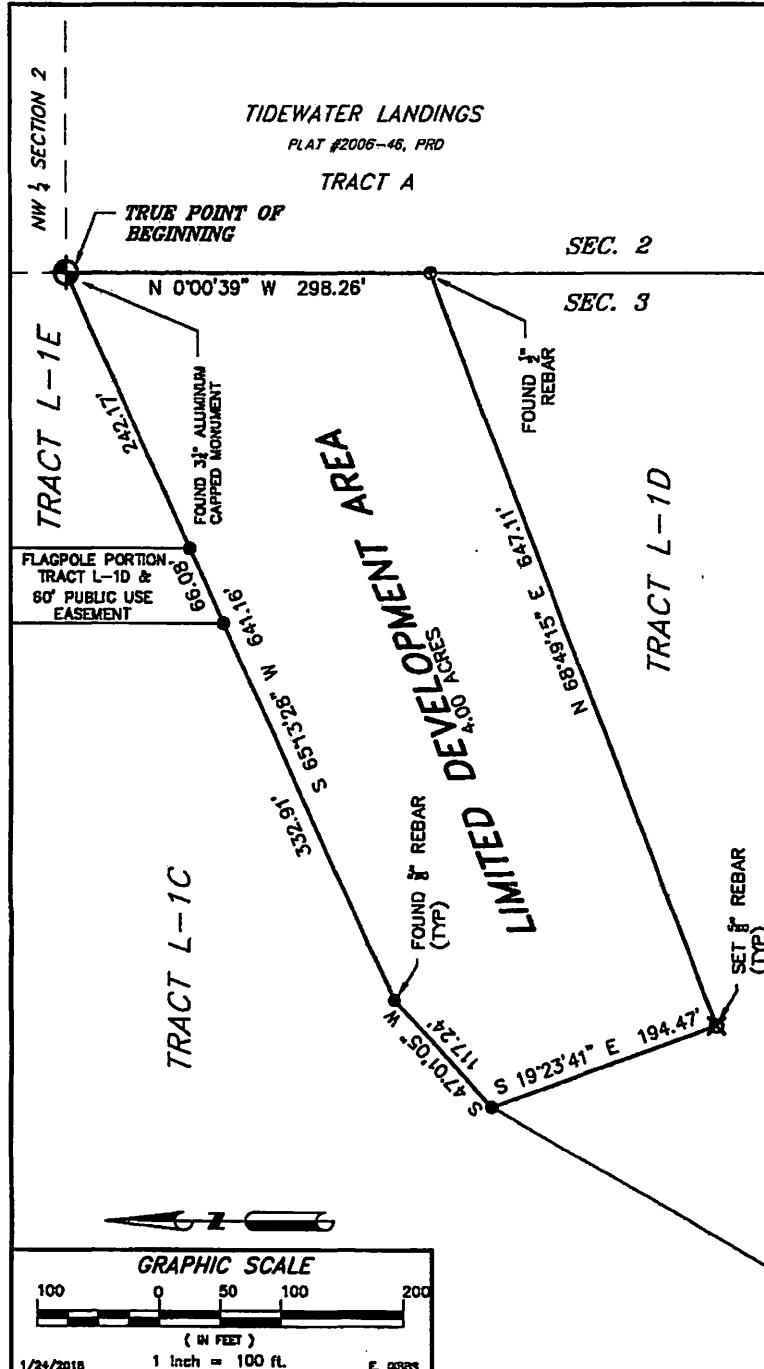 NW ¼ SECTION 2
TIDEWATER LANDINGS
PLAT #2006-46, PRD
TRACT A
TRUE POINT OF
BEGINNING
SEC. 2
N 0°00'39" W 298.26'
SEC. 3
TRACT L-1E
242.17'
FOUND 3¼" ALUMINUM
CAPPED MONUMENT
FOUND ½"
REBAR
FLAGPOLE PORTION
TRACT L-1D &
60' PUBLIC USE
EASEMENT
66.08'
S 65°13'28" W 641.16'
332.91'
LIMITED DEVELOPMENT AREA
4.00 ACRES
N 68°49'15" E 647.11'
TRACT L-1D
TRACT L-1C
FOUND ⅝" REBAR
(TYP)
SET ⅝" REBAR
(TYP)
S 47°01'05" W
117.24'
S 19°23'41" E 194.47'
N
GRAPHIC SCALE
100 0 50 100 200
( IN FEET )
1 inch = 100 ft.
1/24/2018